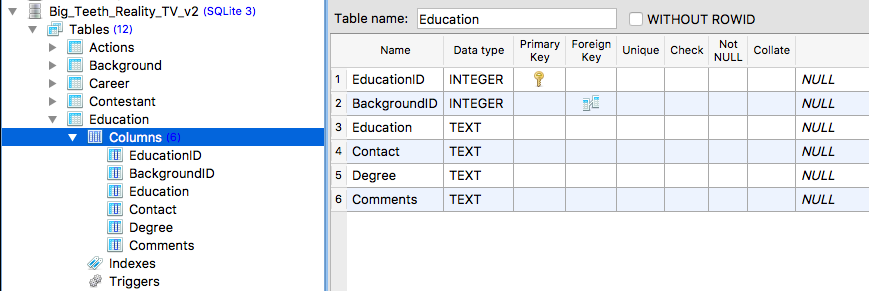 Big_Teeth_Reality_TV_v2 (SQLite 3)
Tables (12)
Actions
Background
Career
Contestant
Education
Columns (6)
EducationID
BackgroundID
Education
Contact
Degree
Comments
Indexes
Triggers
Table name: Education WITHOUT ROWID
Name Data type Primary Key Foreign Key Unique Check Not NULL Collate
1 EducationID INTEGER NULL
2 BackgroundID INTEGER NULL
3 Education TEXT NULL
4 Contact TEXT NULL
5 Degree TEXT NULL
6 Comments TEXT NULL